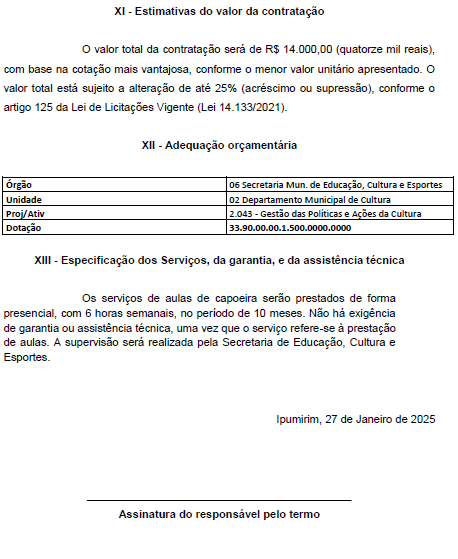 XI - Estimativas do valor da contratação
O valor total da contratação será de R$ 14.000,00 (quatorze mil reais),
com base na cotação mais vantajosa, conforme o menor valor unitário apresentado. O
valor total está sujeito a alteração de até 25% (acréscimo ou supressão), conforme o
artigo 125 da Lei de Licitações Vigente (Lei 14.133/2021).
XII - Adequação orçamentária
Órgão 06 Secretaria Mun. de Educação, Cultura e Esportes
Unidade 02 Departamento Municipal de Cultura
Proj/Ativ 2.043 - Gestão das Políticas e Ações da Cultura
Dotação 33.90.00.00.1.500.0000.0000
XIII - Especificação dos Serviços, da garantia, e da assistência técnica
Os serviços de aulas de capoeira serão prestados de forma
presencial, com 6 horas semanais, no período de 10 meses. Não há exigência
de garantia ou assistência técnica, uma vez que o serviço refere-se à prestação
de aulas. A supervisão será realizada pela Secretaria de Educação, Cultura e
Esportes.
Ipumirim, 27 de Janeiro de 2025
Assinatura do responsável pelo termo